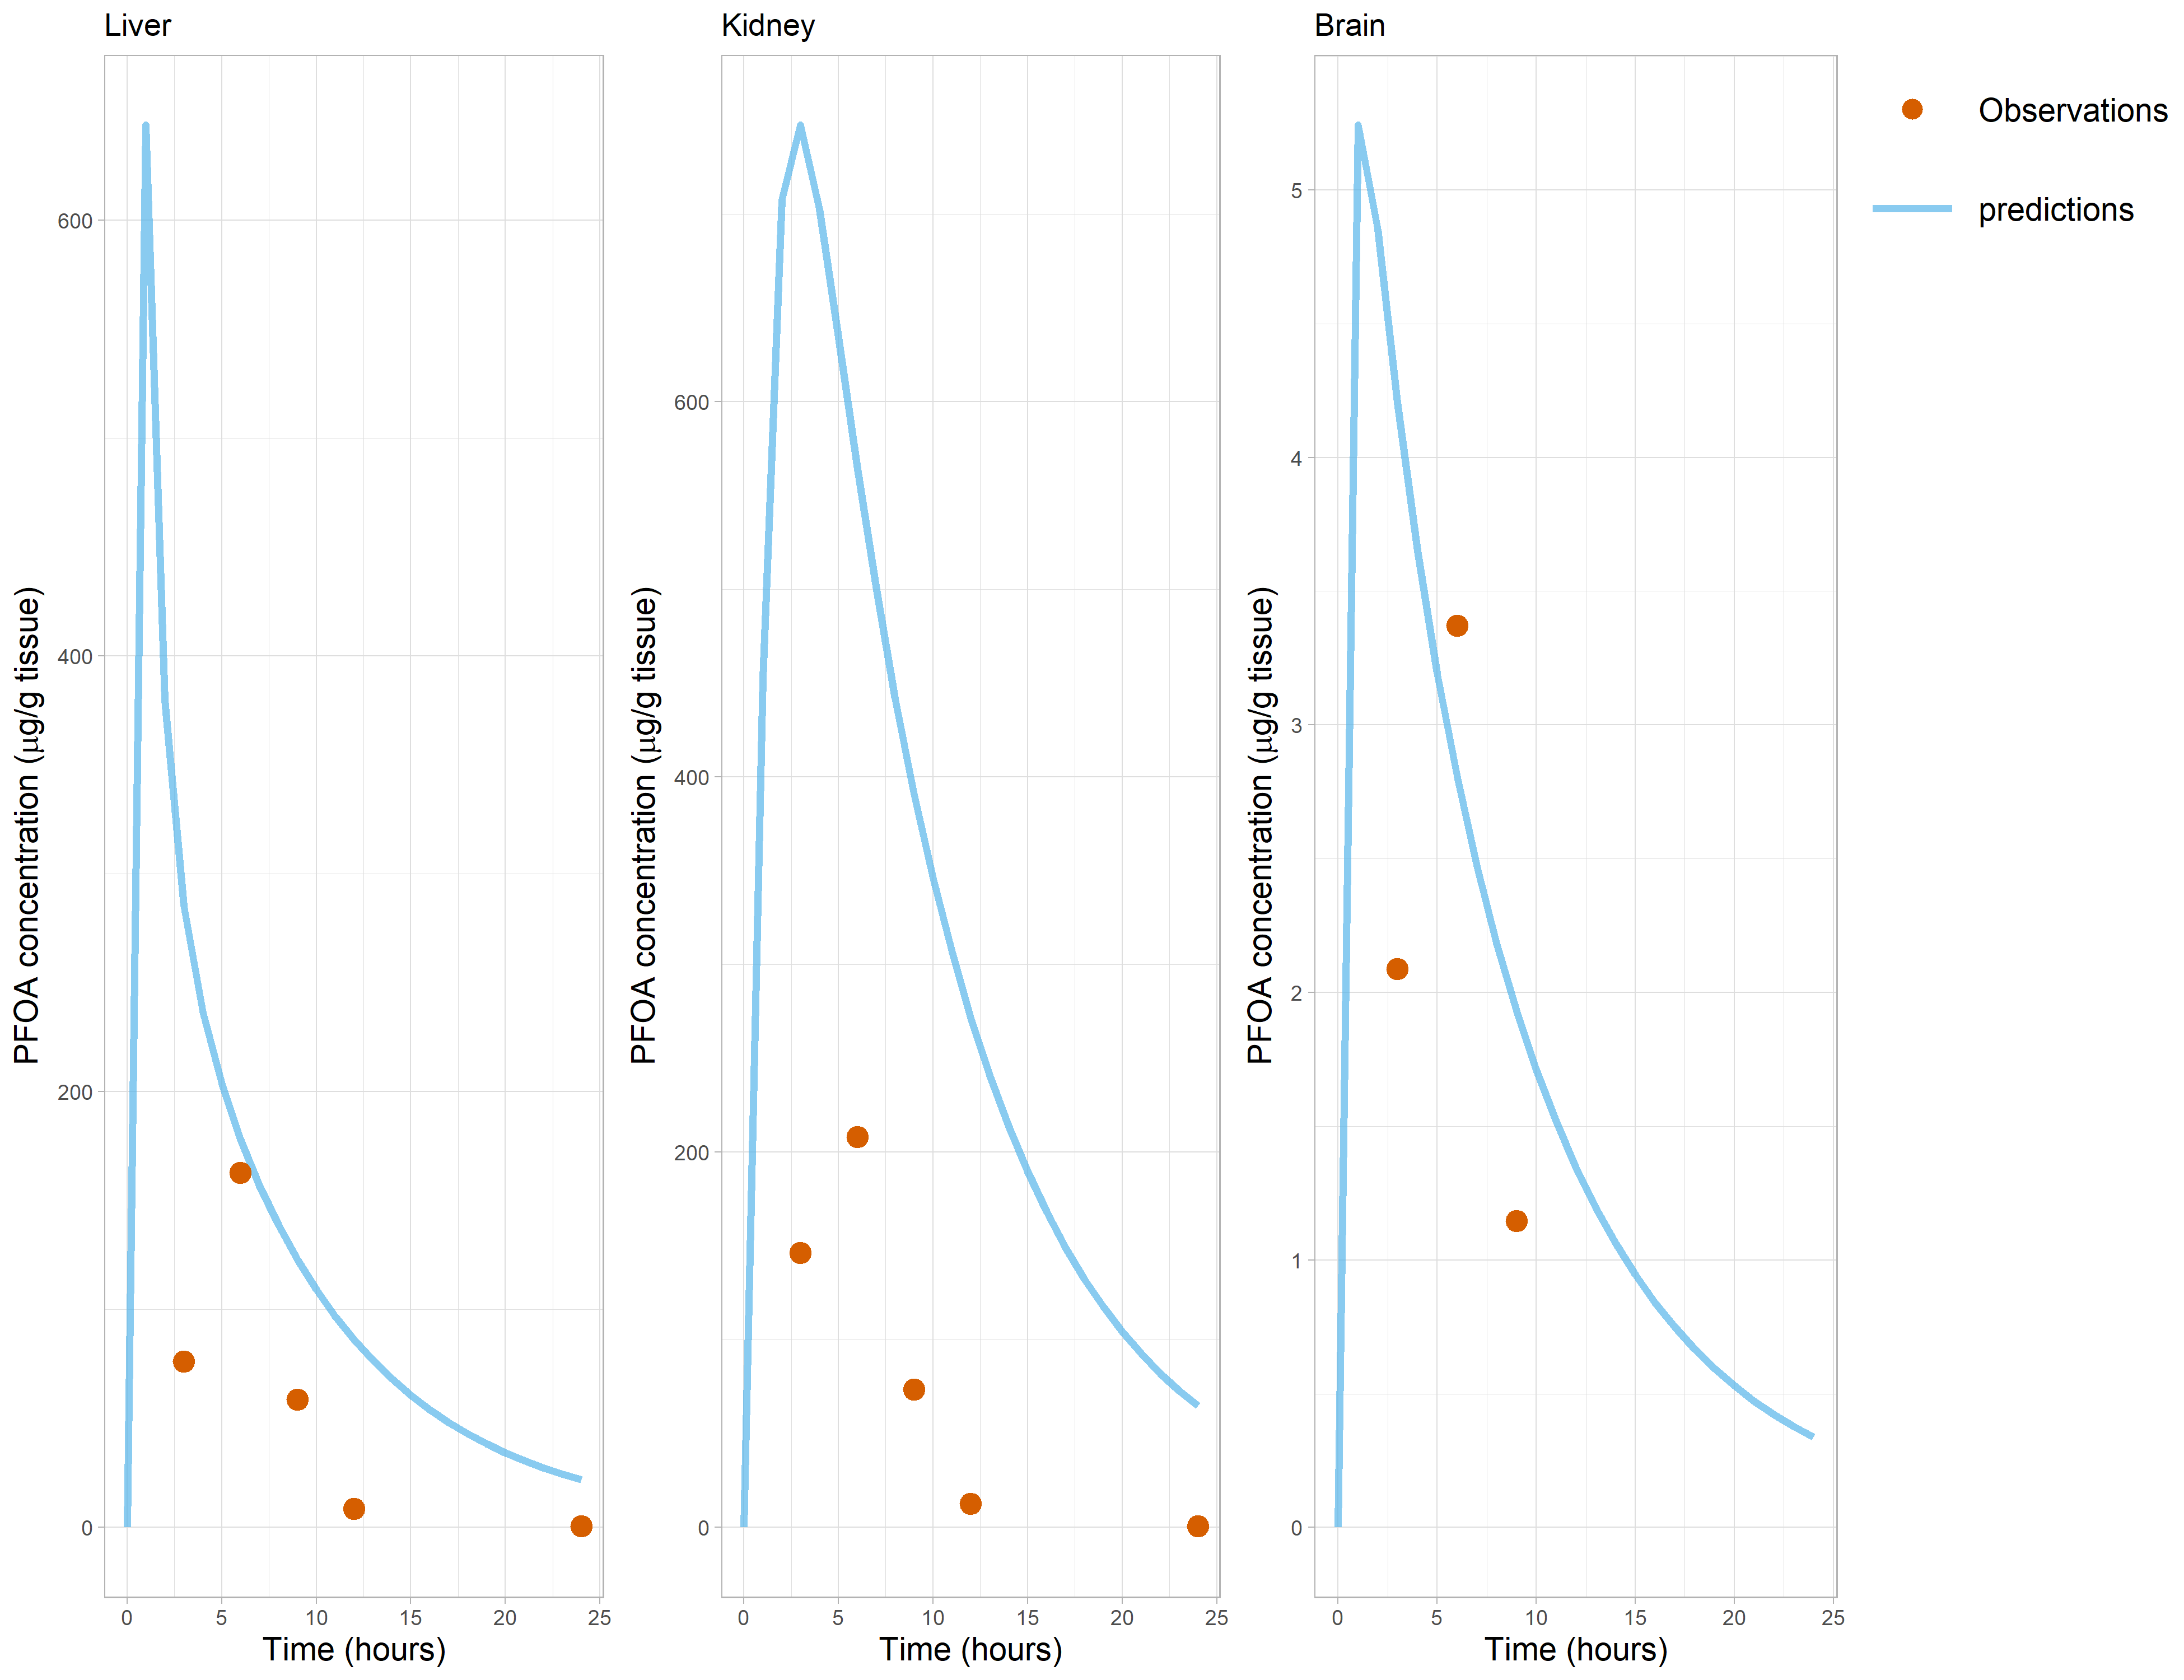 Liver
PFOA concentration (μg/g tissue)
600
400
200
0
0 5 10 15 20 25
Time (hours)
Kidney
PFOA concentration (μg/g tissue)
600
400
200
0
0 5 10 15 20 25
Time (hours)
Brain
PFOA concentration (μg/g tissue)
5
4
3
2
1
0
0 5 10 15 20 25
Time (hours)
Observations
predictions